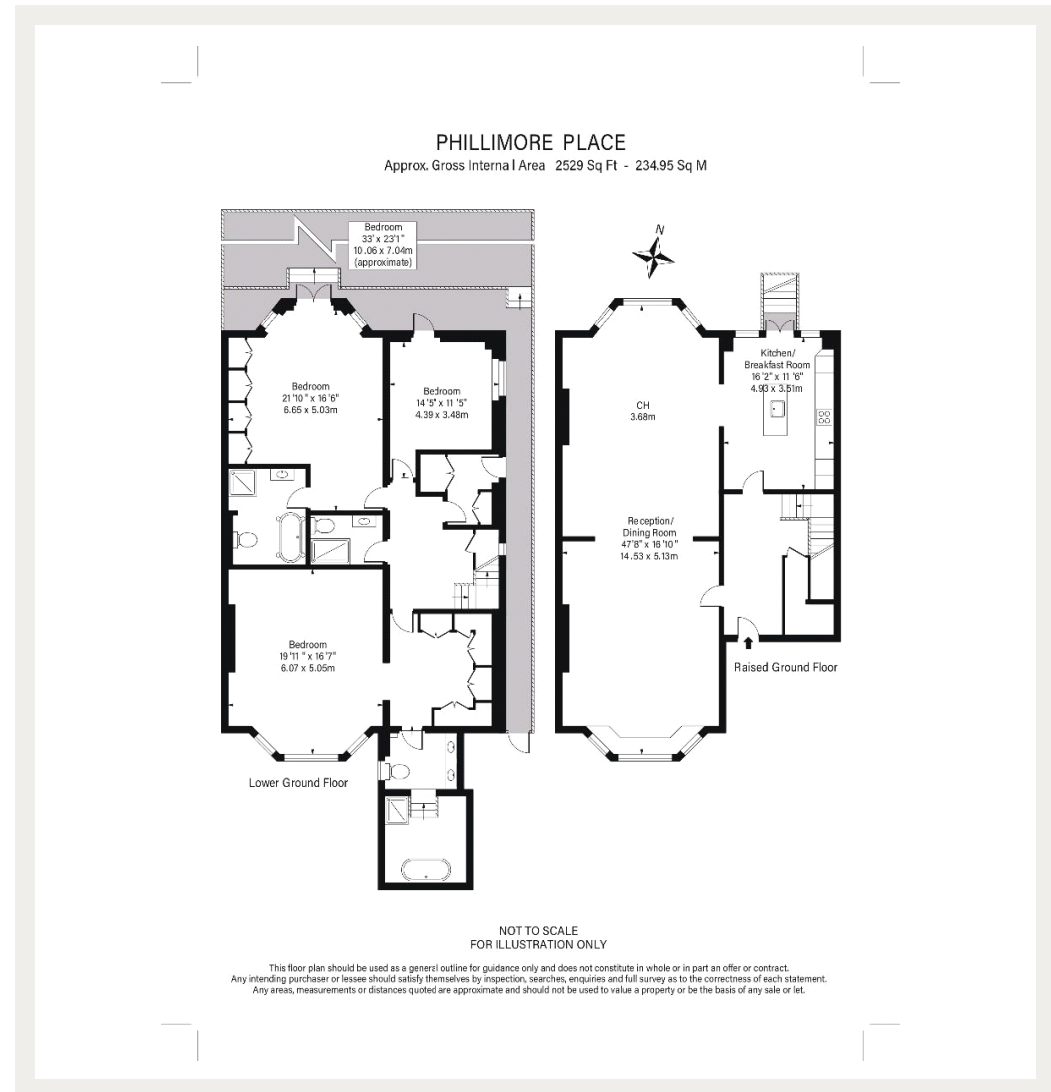 PHILLIMORE PLACE
Approx. Gross Internal Area 2529 Sq Ft - 234.95 Sq M
Bedroom
33' x 23'1"
10.06 x 7.04m
(approximate)
N
Bedroom
21'10" x 16'6"
6.65 x 5.03m
Bedroom
14'5" x 11'5"
4.39 x 3.48m
Kitchen/
Breakfast Room
16'2" x 11'6"
4.93 x 3.51m
CH
3.68m
Reception/
Dining Room
47'8" x 16'10"
14.53 x 5.13m
Bedroom
19'11" x 16'7"
6.07 x 5.05m
Raised Ground Floor
Lower Ground Floor
NOT TO SCALE
FOR ILLUSTRATION ONLY
This floor plan should be used as a general outline for guidance only and does not constitute in whole or in part an offer or contract.
Any intending purchaser or lessee should satisfy themselves by inspection, searches, enquiries and full survey as to the correctness of each statement.
Any areas, measurements or distances quoted are approximate and should not be used to value a property or be the basis of any sale or let.